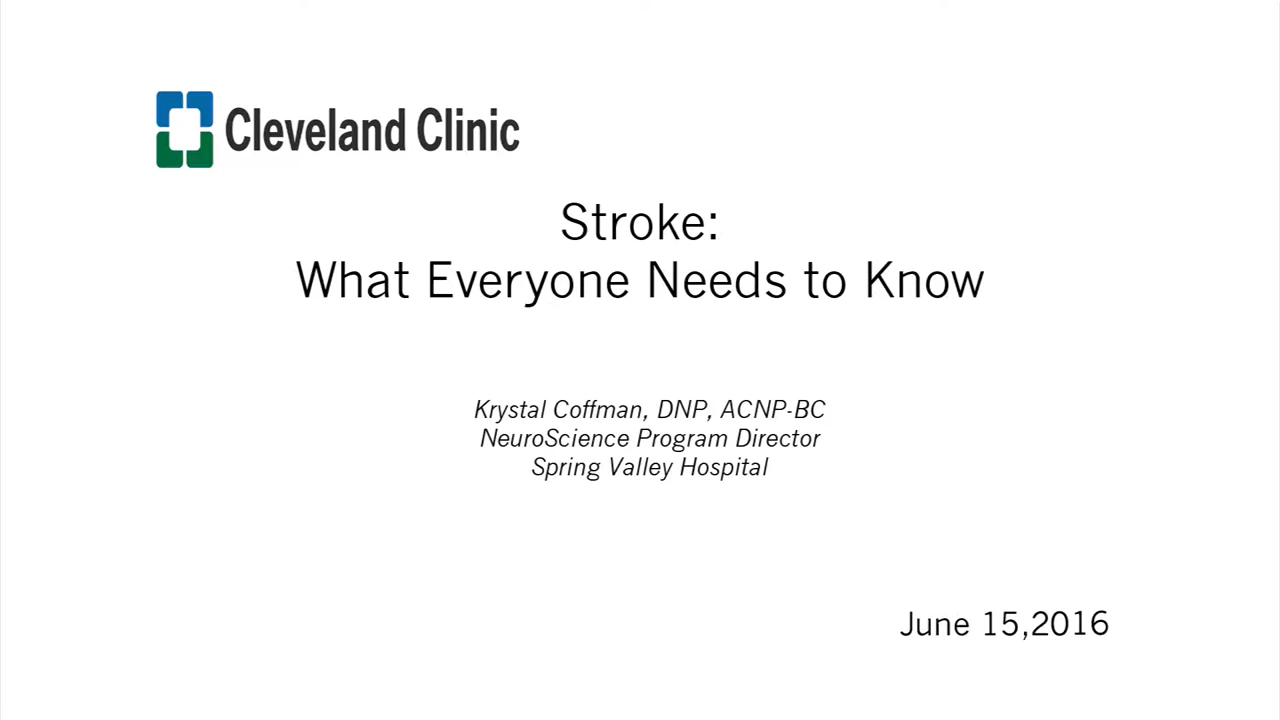 Cleveland Clinic
Stroke:
What Everyone Needs to Know
Krystal Coffman, DNP, ACNP-BC
NeuroScience Program Director
Spring Valley Hospital
June 15,2016